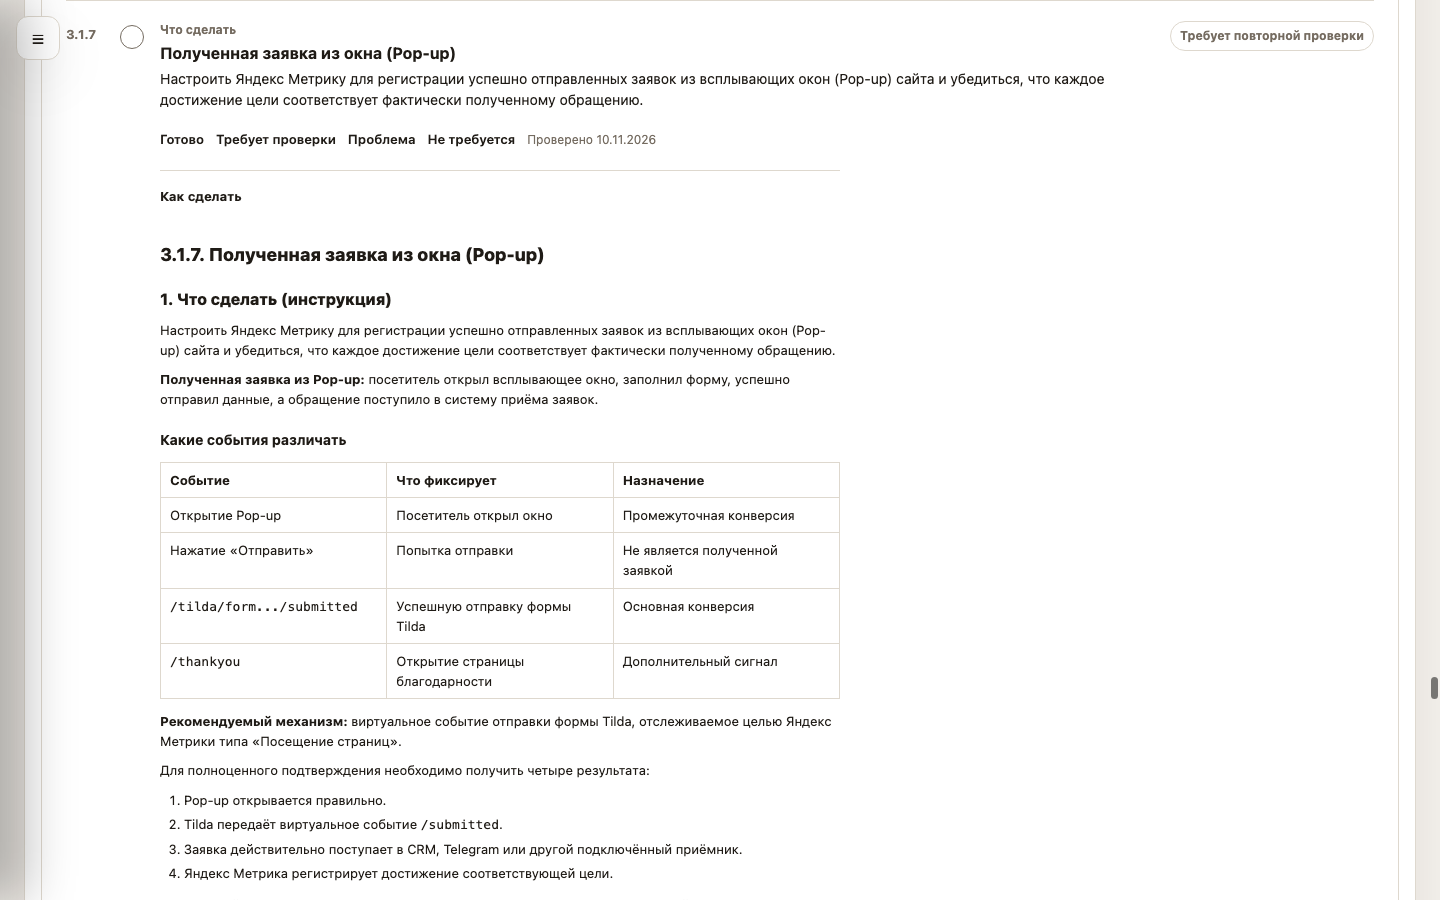 ☰
3.1.7
Что сделать
Требует повторной проверки
Полученная заявка из окна (Pop-up)
Настроить Яндекс Метрику для регистрации успешно отправленных заявок из всплывающих окон (Pop-up) сайта и убедиться, что каждое
достижение цели соответствует фактически полученному обращению.
Готово Требует проверки Проблема Не требуется Проверено 10.11.2026
Как сделать
3.1.7. Полученная заявка из окна (Pop-up)
1. Что сделать (инструкция)
Настроить Яндекс Метрику для регистрации успешно отправленных заявок из всплывающих окон (Pop-
up) сайта и убедиться, что каждое достижение цели соответствует фактически полученному обращению.
Полученная заявка из Pop-up: посетитель открыл всплывающее окно, заполнил форму, успешно
отправил данные, а обращение поступило в систему приёма заявок.
Какие события различать
Событие Что фиксирует Назначение
Открытие Pop-up Посетитель открыл окно Промежуточная конверсия
Нажатие «Отправить» Попытка отправки Не является полученной
заявкой
/tilda/form.../submitted Успешную отправку формы Основная конверсия
Tilda
/thankyou Открытие страницы Дополнительный сигнал
благодарности
Рекомендуемый механизм: виртуальное событие отправки формы Tilda, отслеживаемое целью Яндекс
Метрики типа «Посещение страниц».
Для полноценного подтверждения необходимо получить четыре результата:
1. Pop-up открывается правильно.
2. Tilda передаёт виртуальное событие /submitted.
3. Заявка действительно поступает в CRM, Telegram или другой подключённый приёмник.
4. Яндекс Метрика регистрирует достижение соответствующей цели.